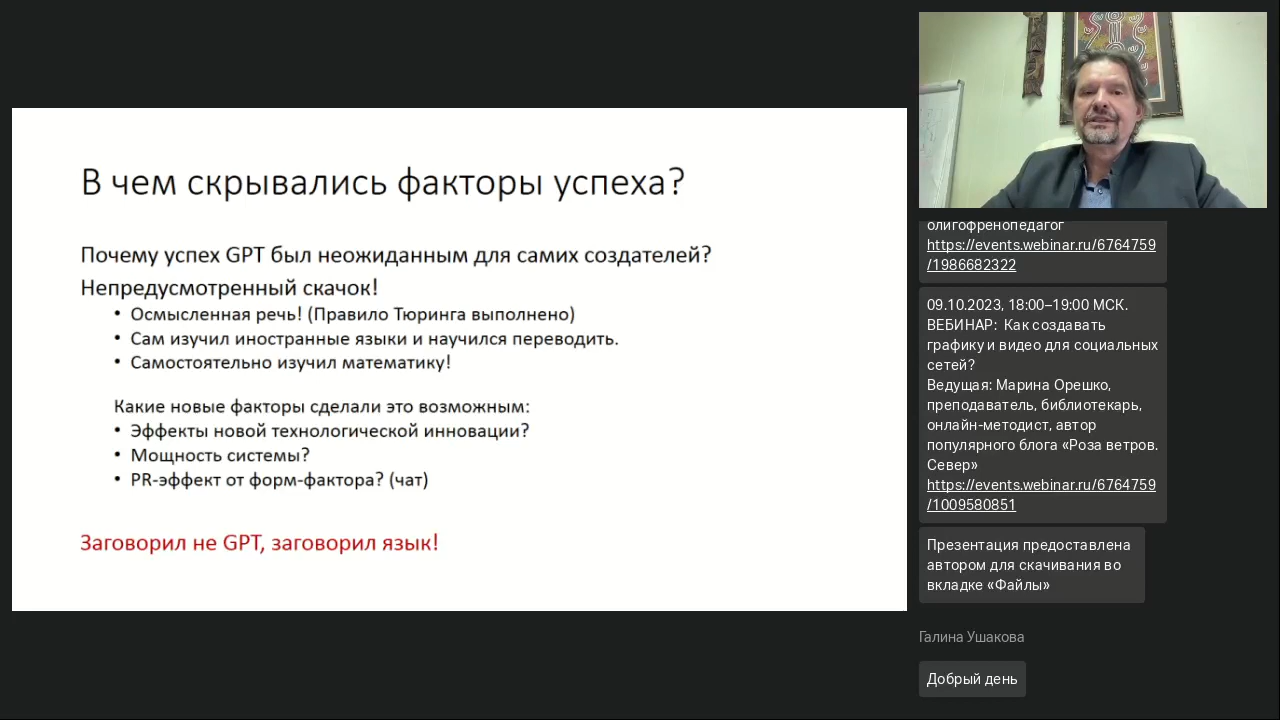 В чем скрывались факторы успеха?
Почему успех GPT был неожиданным для самих создателей?
Непредусмотренный скачок!
• Осмысленная речь! (Правило Тюринга выполнено)
• Сам изучил иностранные языки и научился переводить.
• Самостоятельно изучил математику!
Какие новые факторы сделали это возможным:
• Эффекты новой технологической инновации?
• Мощность системы?
• PR-эффект от форм-фактора? (чат)
Заговорил не GPT, заговорил язык!
олигофренопедагог
https://events.webinar.ru/6764759
/1986682322
09.10.2023, 18:00–19:00 МСК.
ВЕБИНАР: Как создавать
графику и видео для социальных
сетей?
Ведущая: Марина Орешко,
преподаватель, библиотекарь,
онлайн-методист, автор
популярного блога «Роза ветров.
Север»
https://events.webinar.ru/6764759
/1009580851
Презентация предоставлена
автором для скачивания во
вкладке «Файлы»
Галина Ушакова
Добрый день